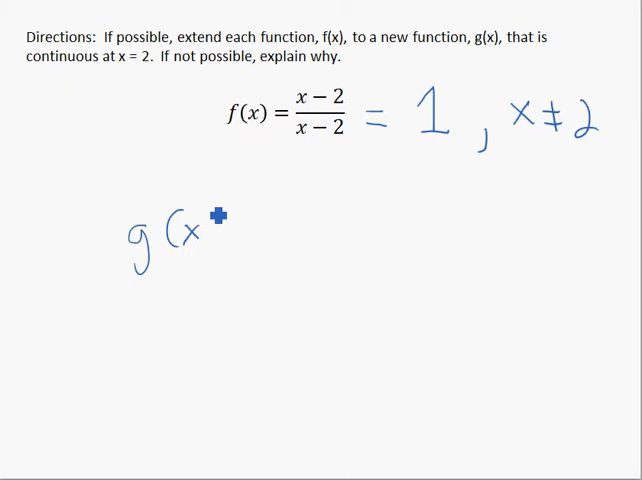 Directions: If possible, extend each function, f(x), to a new function, g(x), that is
continuous at x = 2. If not possible, explain why.
f(x) = \frac{x − 2}{x − 2} = 1 , x ≠ 2
g(x